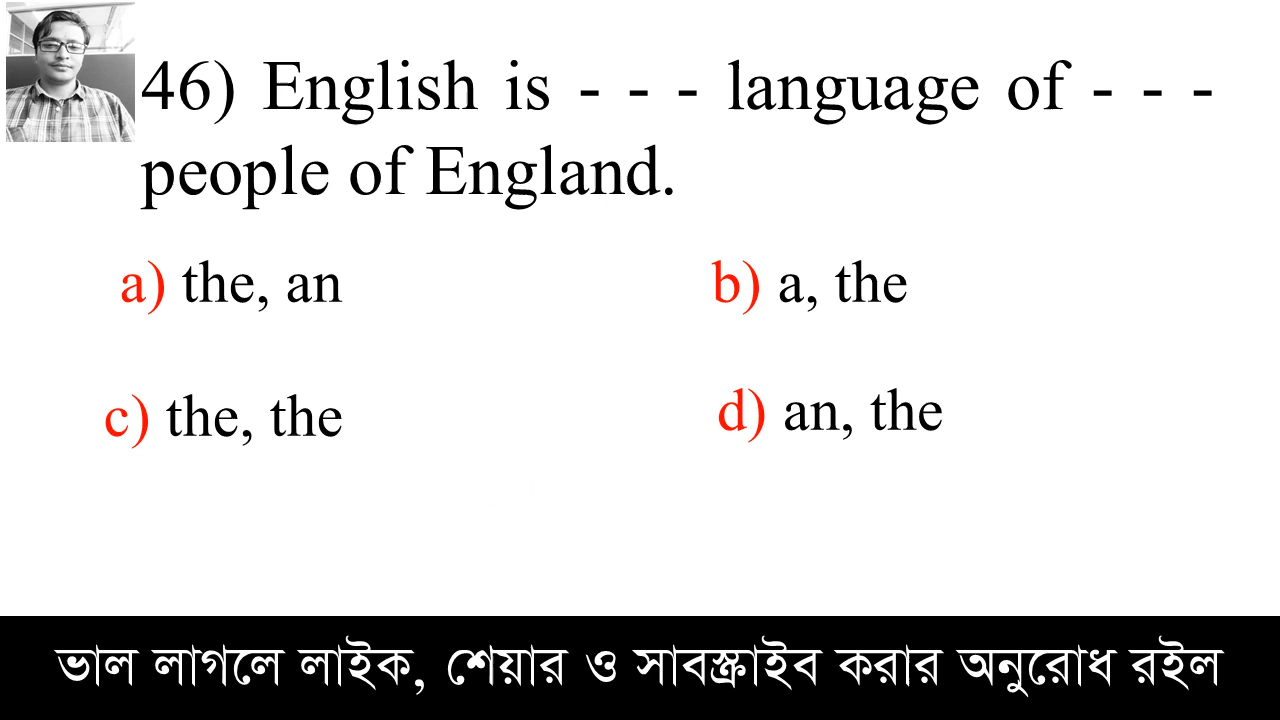 46) English is - - - language of - - -
people of England.
a) the, an
b) a, the
c) the, the
d) an, the
ভাল লাগলে লাইক, শেয়ার ও সাবস্ক্রাইব করার অনুরোধ রইল